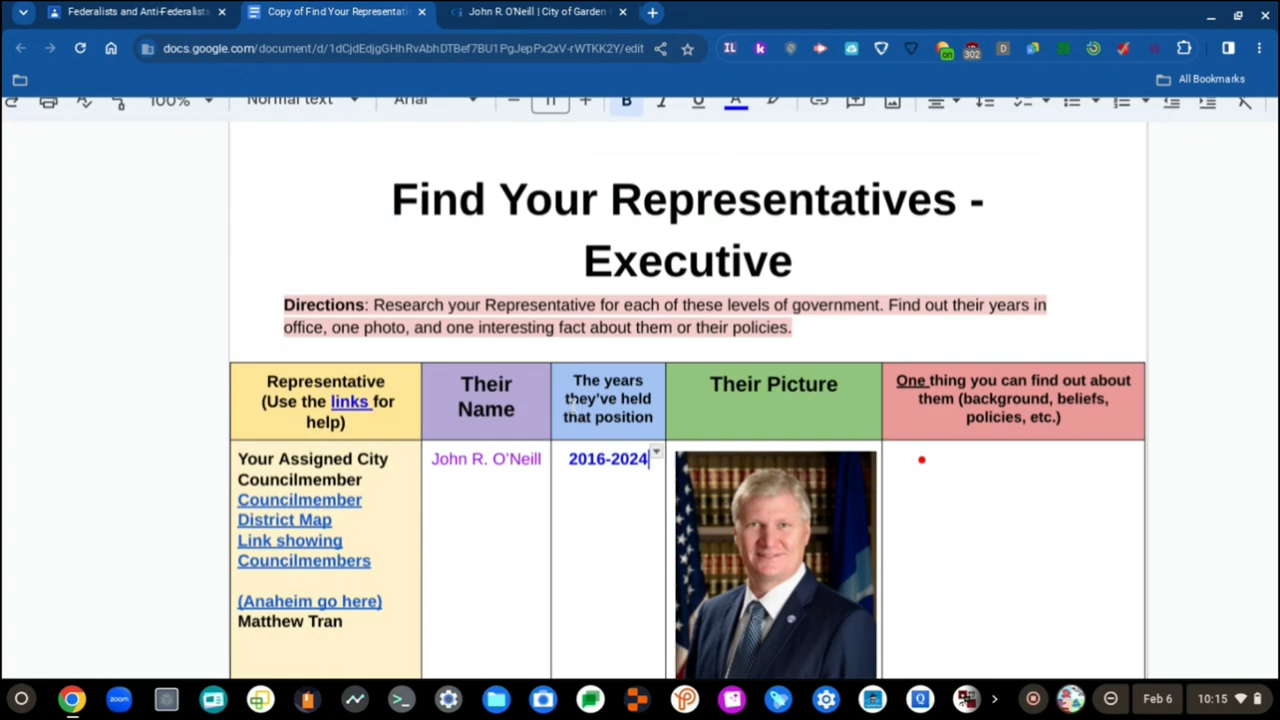 Federalists and Anti-Federalists
Copy of Find Your Representati
John R. O'Neill | City of Garden
docs.google.com/document/d/1dCjdEdjgGHhRvAbhDTBef7BU1PgJepPx2xV-rWTKK2Y/edit
IL
k
on
302
D
All Bookmarks
100%
Normal text
Arial
11
B
I
U
A
Find Your Representatives -
Executive
Directions: Research your Representative for each of these levels of government. Find out their years in
office, one photo, and one interesting fact about them or their policies.
Representative
(Use the links for
help)
Their
Name
The years
they've held
that position
Their Picture
One thing you can find out about
them (background, beliefs,
policies, etc.)
Your Assigned City
Councilmember
Councilmember
District Map
Link showing
Councilmembers
(Anaheim go here)
Matthew Tran
John R. O'Neill
2016-2024
zoom
Q
Feb 6
10:15